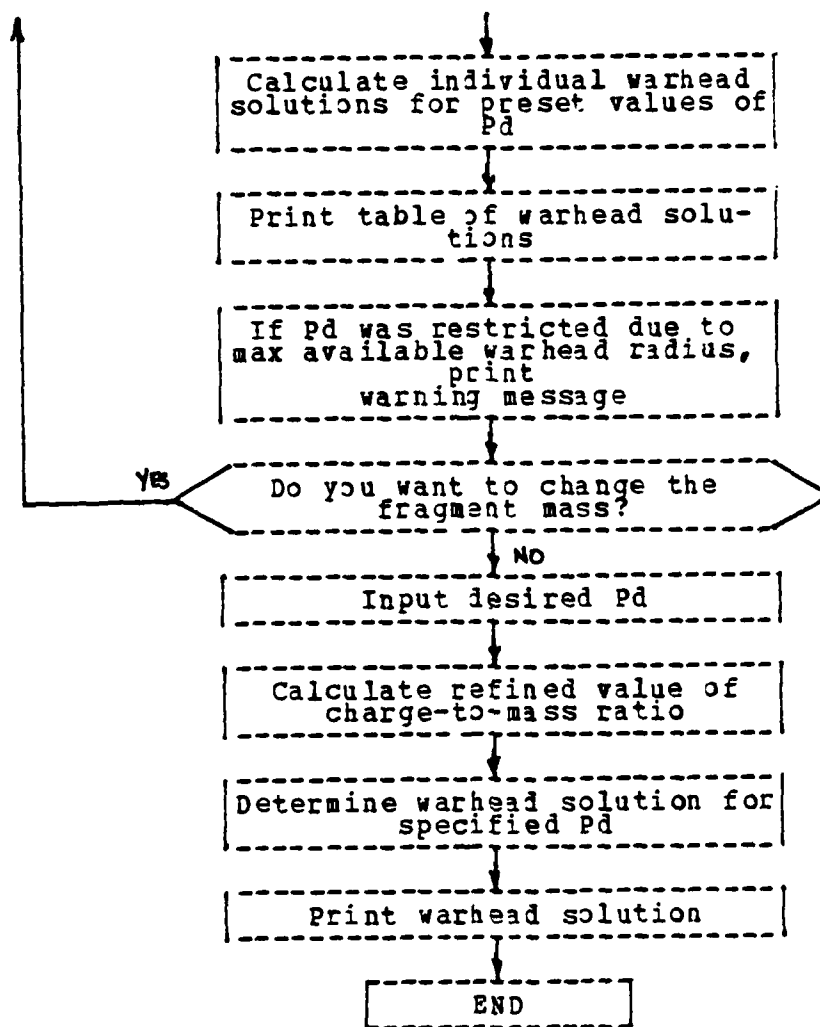 Calculate individual warhead
solutions for preset values of
Pd
Print table of warhead solu-
tions
If Pd was restricted due to
max available warhead radius,
print
warning message
YES
Do you want to change the
fragment mass?
NO
Input desired Pd
Calculate refined value of
charge-to-mass ratio
Determine warhead solution for
specified Pd
Print warhead solution
END